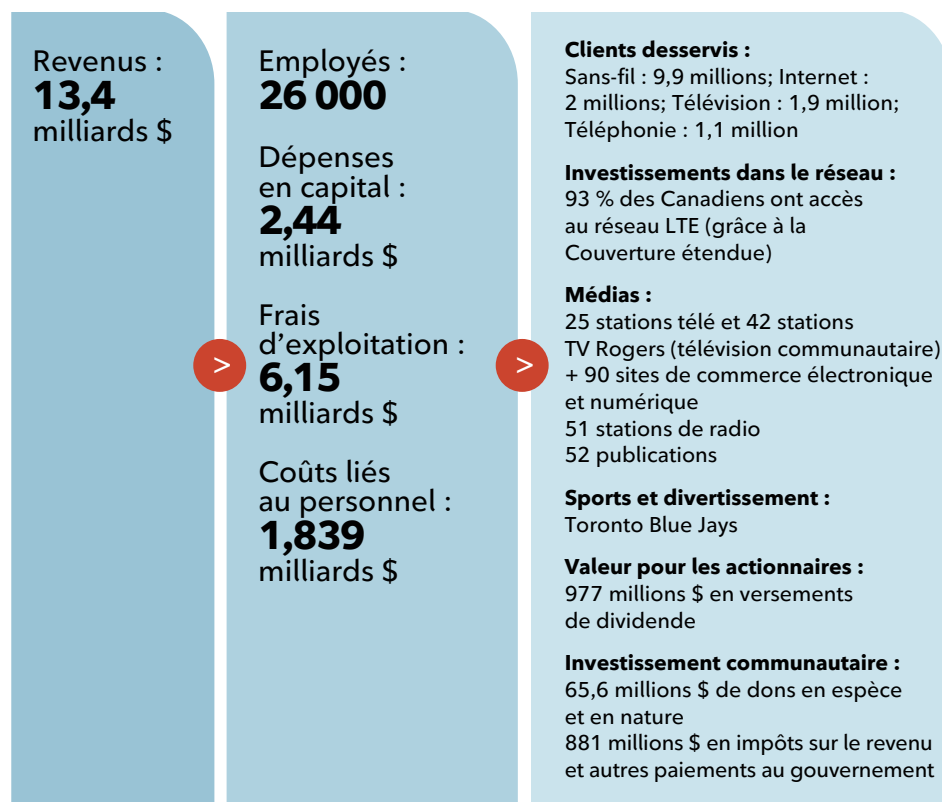 Revenus :
13,4
milliards $
>
Employés :
26 000
Dépenses
en capital :
2,44
milliards $
Frais
d’exploitation :
6,15
milliards $
Coûts liés
au personnel :
1,839
milliards $
>
Clients desservis :
Sans-fil : 9,9 millions; Internet :
2 millions; Télévision : 1,9 million;
Téléphonie : 1,1 million
Investissements dans le réseau :
93 % des Canadiens ont accès
au réseau LTE (grâce à la
Couverture étendue)
Médias :
25 stations télé et 42 stations
TV Rogers (télévision communautaire)
+ 90 sites de commerce électronique
et numérique
51 stations de radio
52 publications
Sports et divertissement :
Toronto Blue Jays
Valeur pour les actionnaires :
977 millions $ en versements
de dividende
Investissement communautaire :
65,6 millions $ de dons en espèce
et en nature
881 millions $ en impôts sur le revenu
et autres paiements au gouvernement